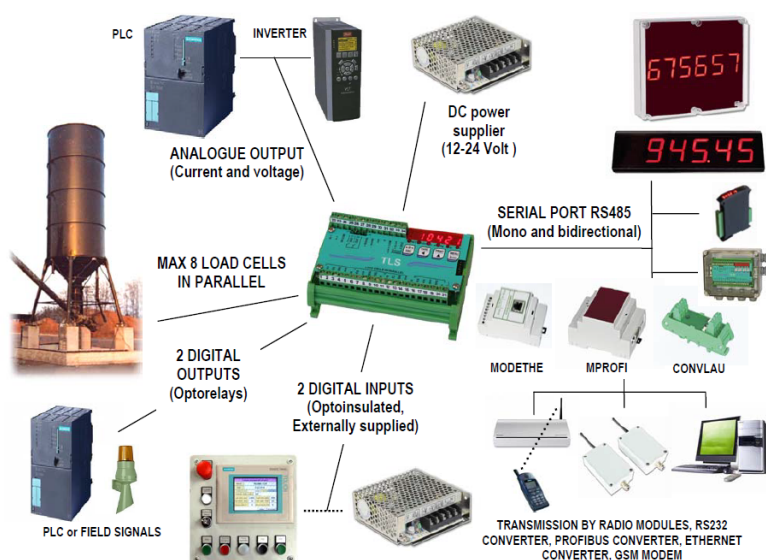 PLC
INVERTER
DC power
supplier
(12-24 Volt )
675657
945.45
ANALOGUE OUTPUT
(Current and voltage)
SERIAL PORT RS485
(Mono and bidirectional)
10421
TLS
MAX 8 LOAD CELLS
IN PARALLEL
MODETHE
MPROFI
CONVLAU
2 DIGITAL
OUTPUTS
(Optorelays)
2 DIGITAL INPUTS
(Optoinsulated,
Externally supplied)
PLC or FIELD SIGNALS
TRANSMISSION BY RADIO MODULES, RS232
CONVERTER, PROFIBUS CONVERTER, ETHERNET
CONVERTER, GSM MODEM